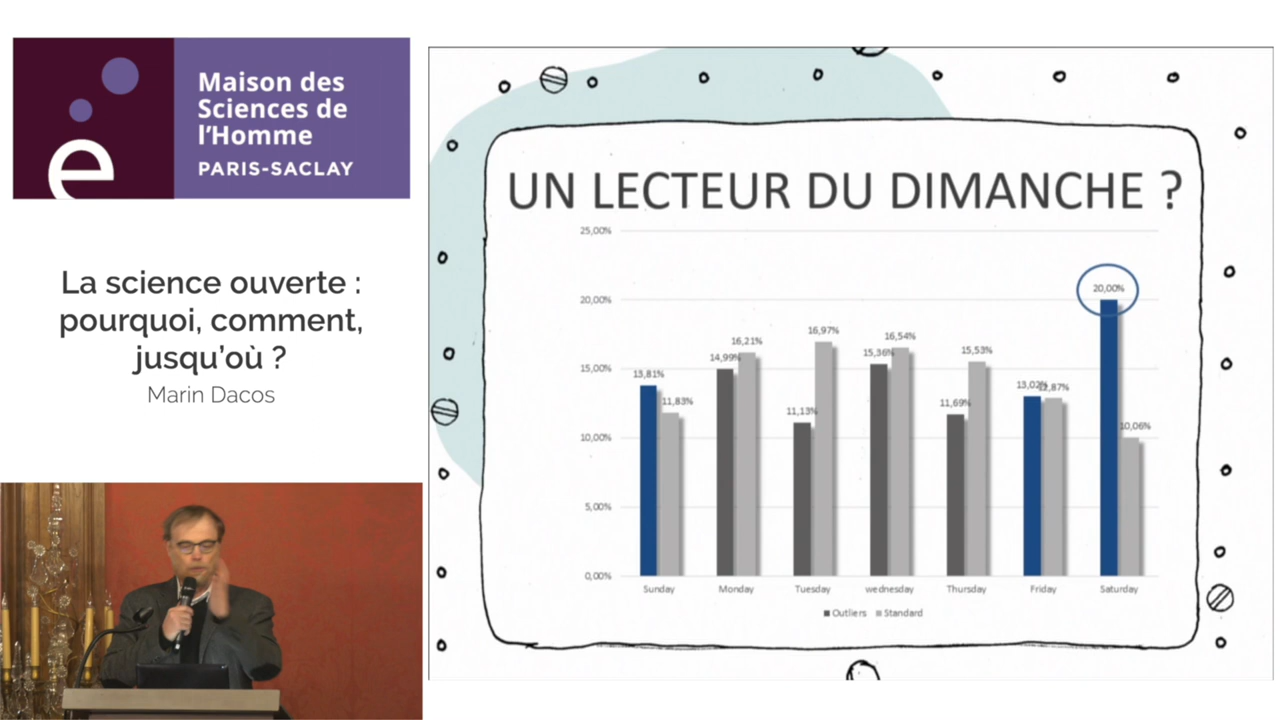 e
Maison des
Sciences de
l'Homme
PARIS-SACLAY
La science ouverte :
pourquoi, comment,
jusqu'où ?
Marin Dacos
UN LECTEUR DU DIMANCHE ?
25,00%
20,00%
15,00%
10,00%
5,00%
0,00%
13,81%
11,83%
14,99%
16,21%
11,13%
16,97%
15,36%
16,54%
11,69%
15,53%
13,02%
12,87%
20,00%
10,06%
Sunday
Monday
Tuesday
wednesday
Thursday
Friday
Saturday
Outliers
Standard